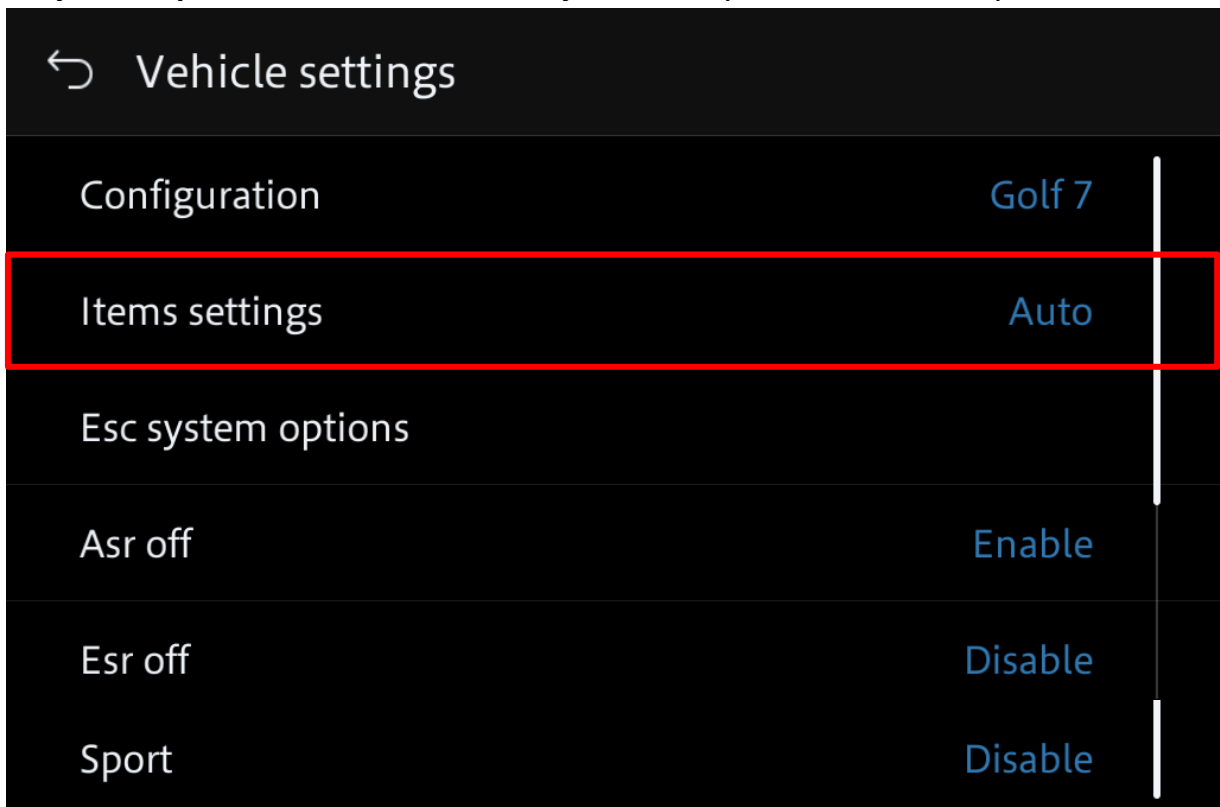 Vehicle settings
Configuration Golf 7
Items settings Auto
Esc system options
Asr off Enable
Esr off Disable
Sport Disable